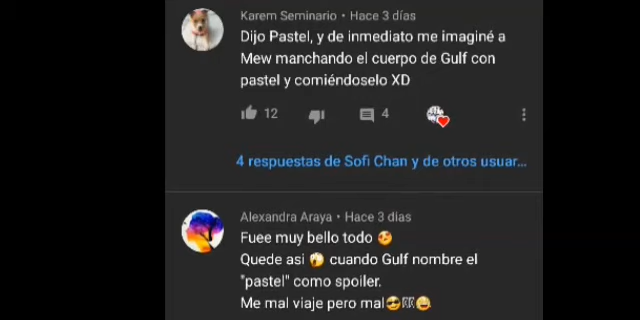 Karem Seminario • Hace 3 días
Dijo Pastel, y de inmediato me imaginé a
Mew manchando el cuerpo de Gulf con
pastel y comiéndoselo XD
12
4
4 respuestas de Sofi Chan y de otros usuar...
Alexandra Araya • Hace 3 días
Fuee muy bello todo
Quede asi cuando Gulf nombre el
"pastel" como spoiler.
Me mal viaje pero mal